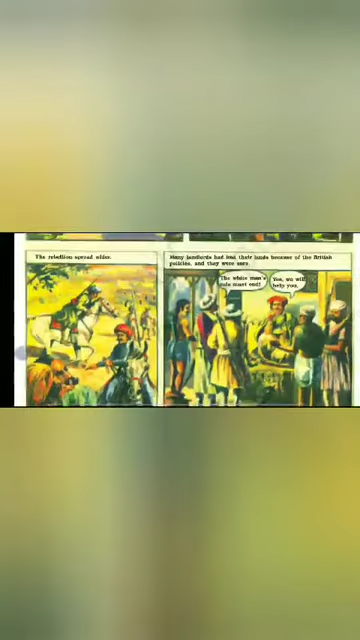 The rebellion spread wider.
Many landlords had lost their lands because of the British
policies, and they were sore.
The white man's
rule must end!
Yes, we will
help you.